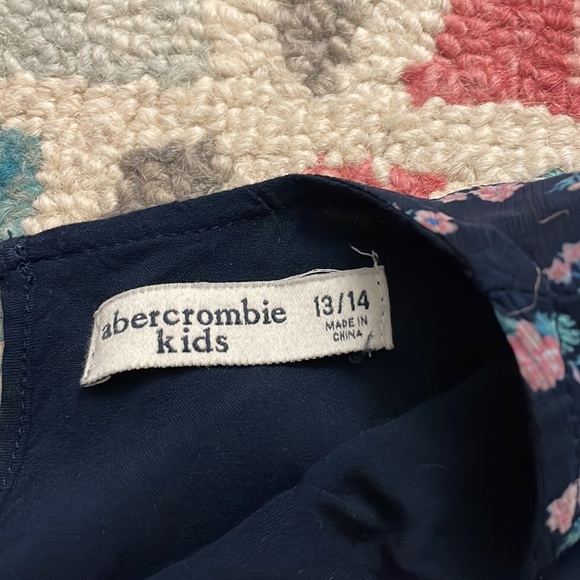 abercrombie
kids
13/14
MADE IN
CHINA